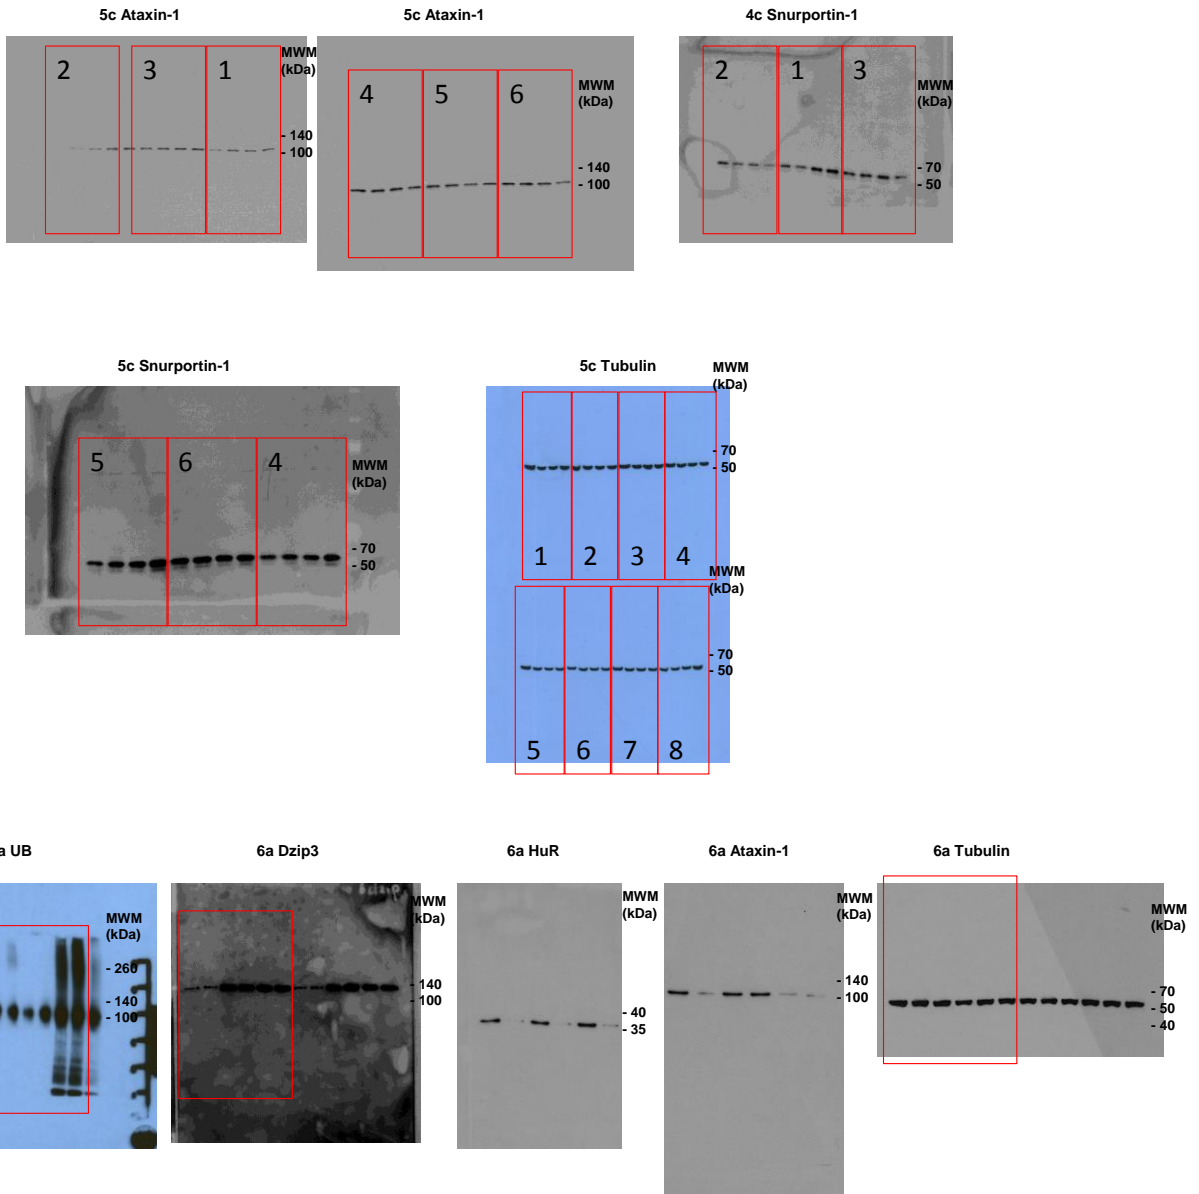 5c Ataxin-1
5c Ataxin-1
4c Snurportin-1
2
3
1
MWM
(kDa)
- 140
- 100
4
5
6
MWM
(kDa)
- 140
- 100
2
1
3
MWM
(kDa)
- 70
- 50
5c Snurportin-1
5
6
4
MWM
(kDa)
- 70
- 50
5c Tubulin
MWM
(kDa)
- 70
- 50
1
2
3
4
MWM
(kDa)
- 70
- 50
5
6
7
8
a UB
MWM
(kDa)
- 260
- 140
- 100
6a Dzip3
MWM
(kDa)
- 140
- 100
6a HuR
MWM
(kDa)
- 40
- 35
6a Ataxin-1
MWM
(kDa)
- 140
- 100
6a Tubulin
MWM
(kDa)
- 70
- 50
- 40